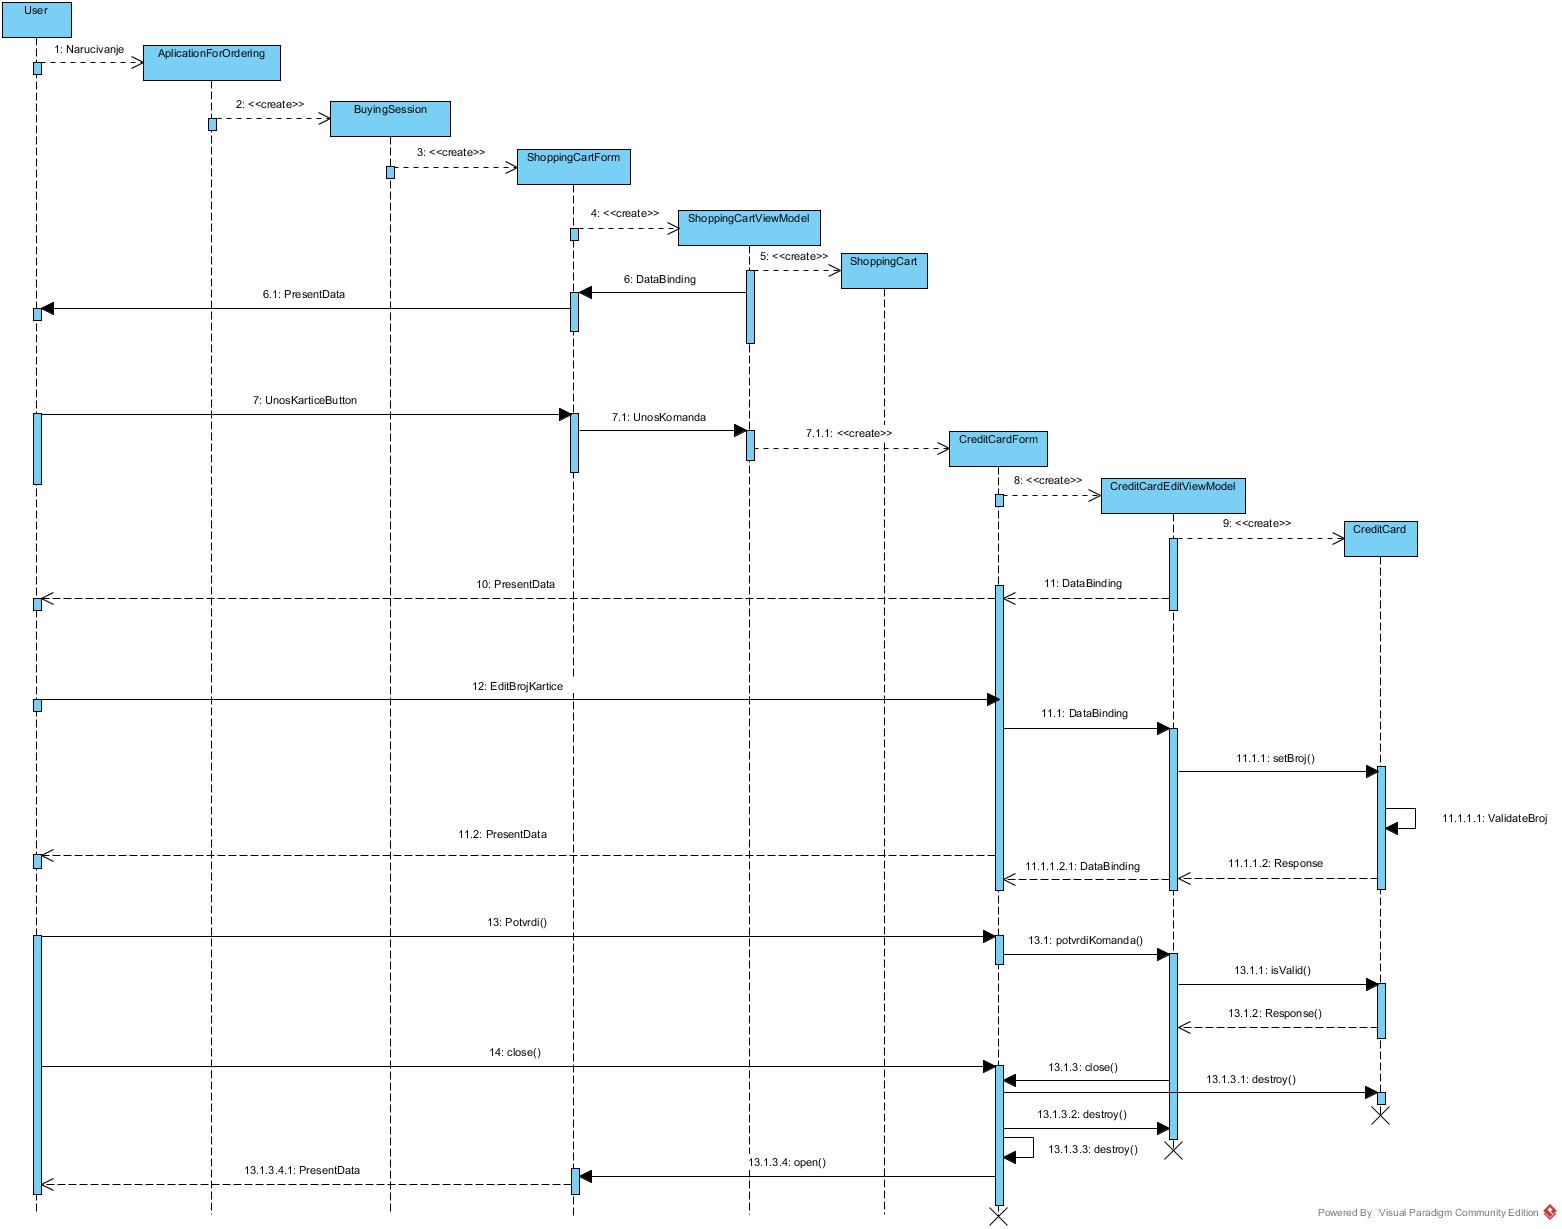 User
1: Narucivanje
AplicationForOrdering
2: <<create>>
BuyingSession
3: <<create>>
ShoppingCartForm
4: <<create>>
ShoppingCartViewModel
5: <<create>>
ShoppingCart
6: DataBinding
6.1: PresentData
7: UnosKarticeButton
7.1: UnosKomanda
7.1.1: <<create>>
CreditCardForm
8: <<create>>
CreditCardEditViewModel
9: <<create>>
CreditCard
10: PresentData
11: DataBinding
12: EditBrojKartice
11.1: DataBinding
11.1.1: setBroj()
11.1.1.1: ValidateBroj
11.2: PresentData
11.1.1.2.1: DataBinding
11.1.1.2: Response
13: Potvrdi()
13.1: potvrdiKomanda()
13.1.1: isValid()
13.1.2: Response()
14: close()
13.1.3: close()
13.1.3.1: destroy()
13.1.3.2: destroy()
13.1.3.3: destroy()
13.1.3.4: open()
13.1.3.4.1: PresentData
Powered By Visual Paradigm Community Edition